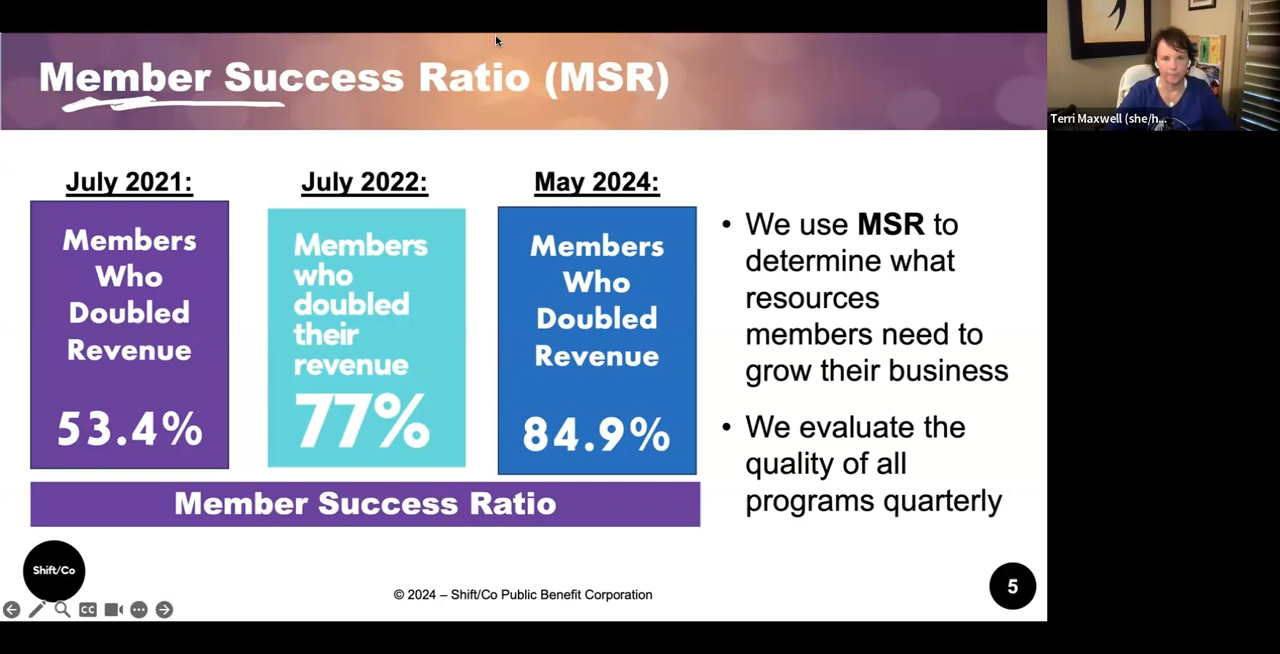 Member Success Ratio (MSR)
July 2021:
Members
Who
Doubled
Revenue
53.4%
July 2022:
Members
who
doubled
their
revenue
77%
May 2024:
Members
Who
Doubled
Revenue
84.9%
Member Success Ratio
• We use MSR to
determine what
resources
members need to
grow their business
• We evaluate the
quality of all
programs quarterly
Shift/Co
© 2024 – Shift/Co Public Benefit Corporation
5
CC
Terri Maxwell (she/h...